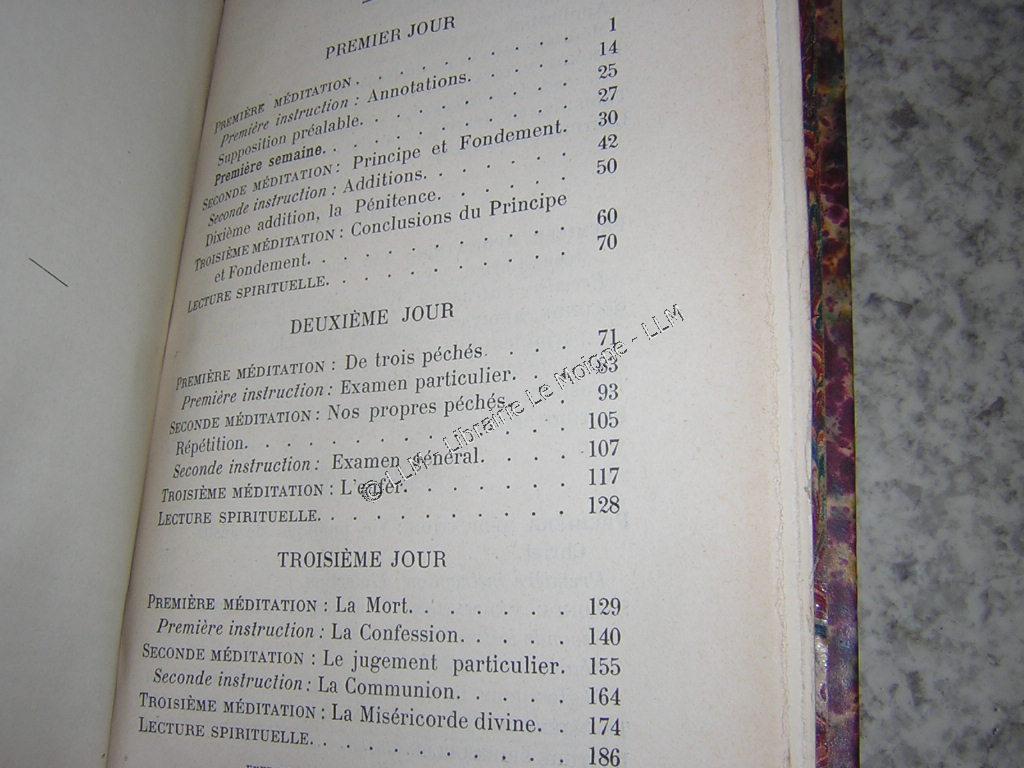 PREMIER JOUR
PREMIÈRE MÉDITATION. . . . . . . . . . 1
Première instruction : Annotations. . . . . . 14
Supposition préalable. . . . . . . . . . 25
Première semaine. . . . . . . . . . 27
SECONDE MÉDITATION : Principe et Fondement. 30
Seconde instruction : Additions. . . . . . . 42
Dixième addition, la Pénitence. . . . . . . 50
TROISIÈME MÉDITATION : Conclusions du Principe
et Fondement. . . . . . . . . . . 60
LECTURE SPIRITUELLE. . . . . . . . . . 70
DEUXIÈME JOUR
PREMIÈRE MÉDITATION : De trois péchés . . . . 71
Première instruction : Examen particulier. . . . 83
SECONDE MÉDITATION : Nos propres péchés. . . 93
Répétition. . . . . . . . . . . . . 105
Seconde instruction : Examen général. . . . . 107
TROISIÈME MÉDITATION : L'enfer. . . . . . . 117
LECTURE SPIRITUELLE. . . . . . . . . . 128
TROISIÈME JOUR
PREMIÈRE MÉDITATION : La Mort. . . . . . . 129
Première instruction : La Confession. . . . . 140
SECONDE MÉDITATION : Le jugement particulier. 155
Seconde instruction : La Communion. . . . . 164
TROISIÈME MÉDITATION : La Miséricorde divine. . 174
LECTURE SPIRITUELLE. . . . . . . . . . 186
© LLM - Librairie Le Moigne - LLM